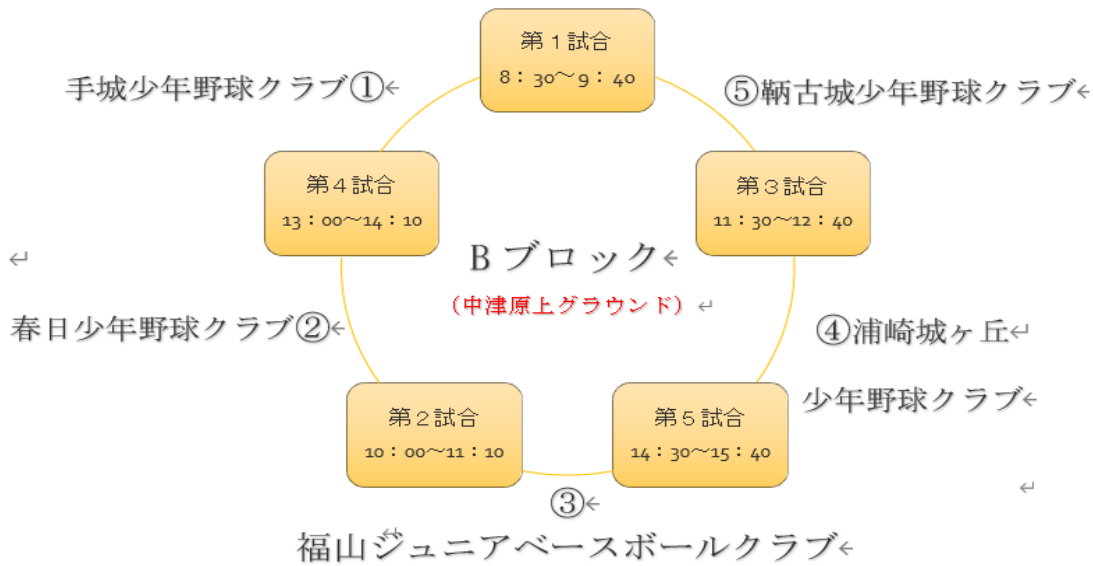 第１試合
8：30～9：40
手城少年野球クラブ①↵
⑤鞆古城少年野球クラブ↵
第４試合
13：00～14：10
第３試合
11：30～12：40
Bブロック↵
（中津原上グラウンド）↵
↵
春日少年野球クラブ②↵
④浦崎城ヶ丘↵
少年野球クラブ↵
第２試合
10：00～11：10
第５試合
14：30～15：40
③↵
↵
福山ジュニアベースボールクラブ↵
↵